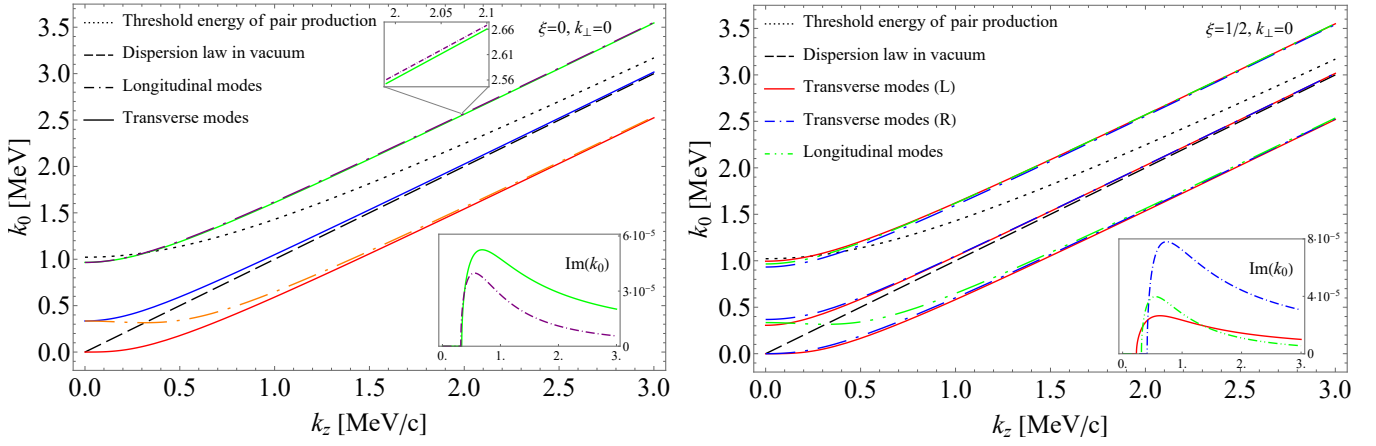 Threshold energy of pair production
Dispersion law in vacuum
Longitudinal modes
Transverse modes
ξ=0, k⊥=0
2. 2.05 2.1
2.66
2.61
2.56
k0 [MeV]
3.5
3.0
2.5
2.0
1.5
1.0
0.5
0.0
Im(k0)
6·10⁻⁵
3·10⁻⁵
0
0. 1. 2. 3.
0.0 0.5 1.0 1.5 2.0 2.5 3.0
kz [MeV/c]
Threshold energy of pair production
Dispersion law in vacuum
Transverse modes (L)
Transverse modes (R)
Longitudinal modes
ξ=1/2, k⊥=0
k0 [MeV]
3.5
3.0
2.5
2.0
1.5
1.0
0.5
0.0
Im(k0)
8·10⁻⁵
4·10⁻⁵
0
0. 1. 2. 3.
0.0 0.5 1.0 1.5 2.0 2.5 3.0
kz [MeV/c]